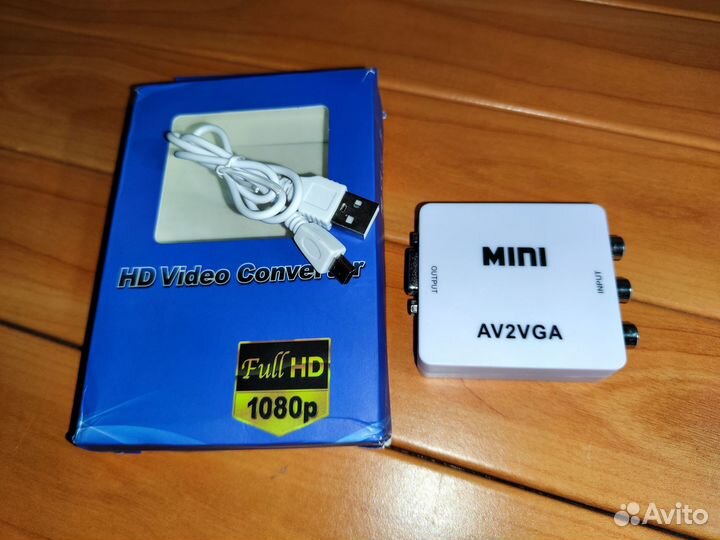 HD Video Converter
Full HD
1080p
MINI
OUTPUT
INPUT
AV2VGA
Avito